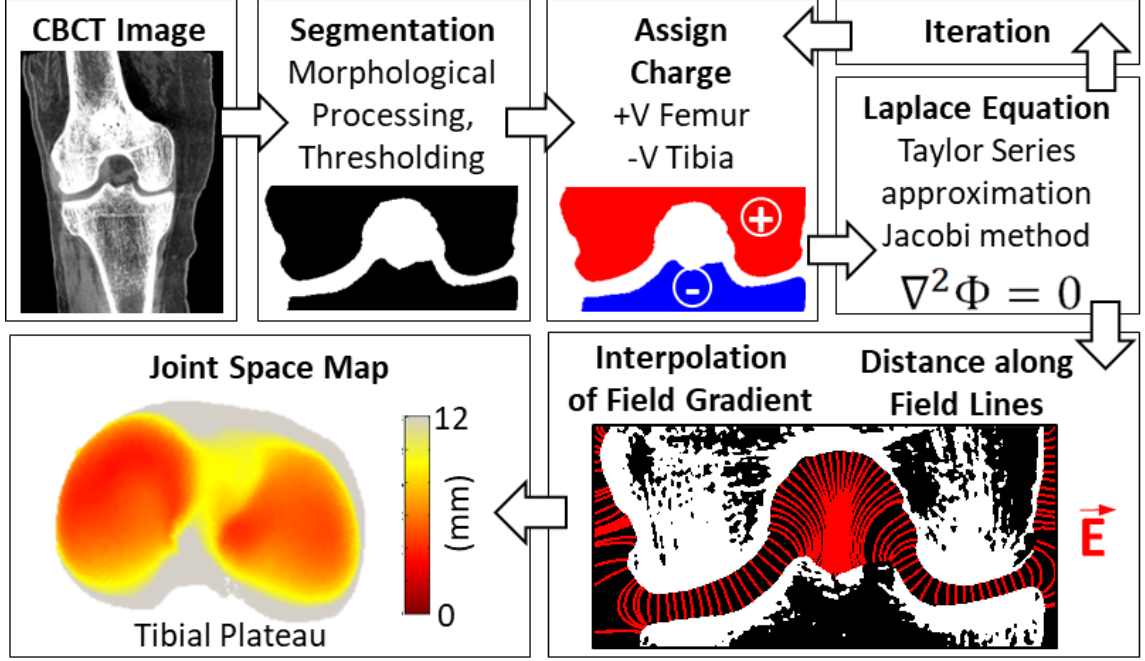 CBCT Image
Segmentation
Morphological
Processing,
Thresholding
Assign
Charge
+V Femur
-V Tibia
+
-
Iteration
Laplace Equation
Taylor Series
approximation
Jacobi method
∇²Φ = 0
Interpolation
of Field Gradient
Distance along
Field Lines
E⃗
Joint Space Map
12
(mm)
0
Tibial Plateau